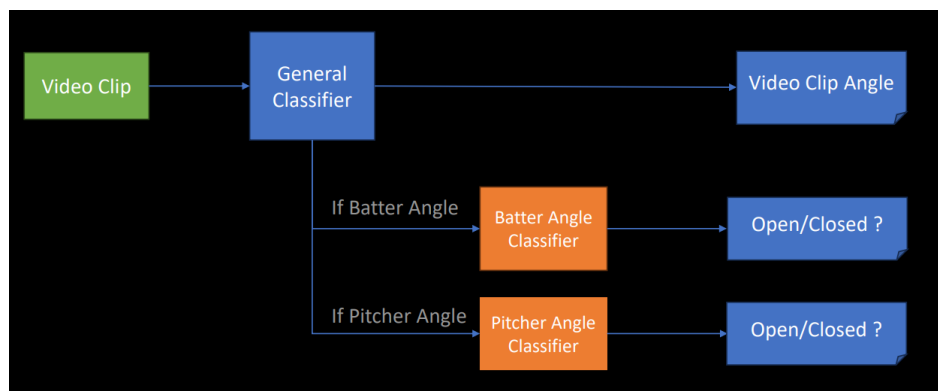 Video Clip
General
Classifier
Video Clip Angle
If Batter Angle
Batter Angle
Classifier
Open/Closed ?
If Pitcher Angle
Pitcher Angle
Classifier
Open/Closed ?